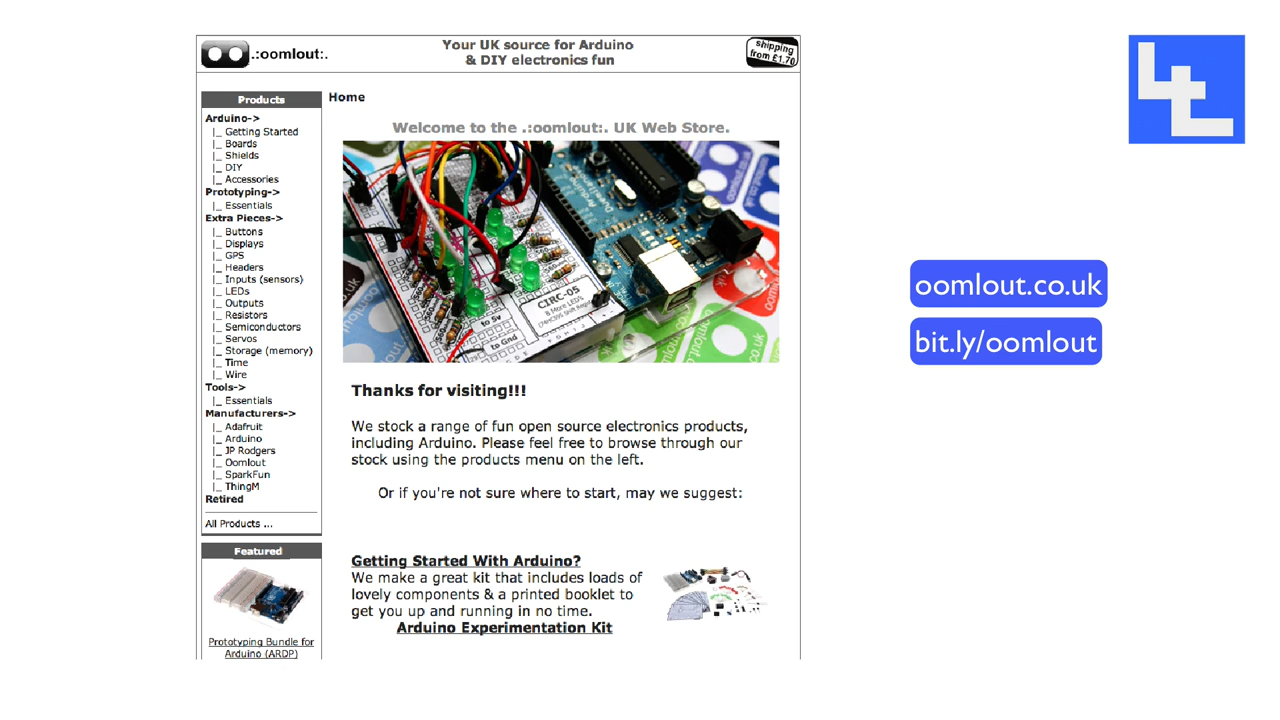 .:oomlout:.
Your UK source for Arduino
& DIY electronics fun
shipping
from £1.70
Products
Arduino->
|_ Getting Started
|_ Boards
|_ Shields
|_ DIY
|_ Accessories
Prototyping->
|_ Essentials
Extra Pieces->
|_ Buttons
|_ Displays
|_ GPS
|_ Headers
|_ Inputs (sensors)
|_ LEDs
|_ Outputs
|_ Resistors
|_ Semiconductors
|_ Servos
|_ Storage (memory)
|_ Time
|_ Wire
Tools->
|_ Essentials
Manufacturers->
|_ Adafruit
|_ Arduino
|_ JP Rodgers
|_ Oomlout
|_ SparkFun
|_ ThingM
Retired
All Products ...
Featured
Prototyping Bundle for
Arduino (ARDP)
Home
Welcome to the .:oomlout:. UK Web Store.
CIRC-05
8 More LEDs
to 5v
to Gnd
Thanks for visiting!!!
We stock a range of fun open source electronics products,
including Arduino. Please feel free to browse through our
stock using the products menu on the left.
Or if you're not sure where to start, may we suggest:
Getting Started With Arduino?
We make a great kit that includes loads of
lovely components & a printed booklet to
get you up and running in no time.
Arduino Experimentation Kit
oomlout.co.uk
bit.ly/oomlout